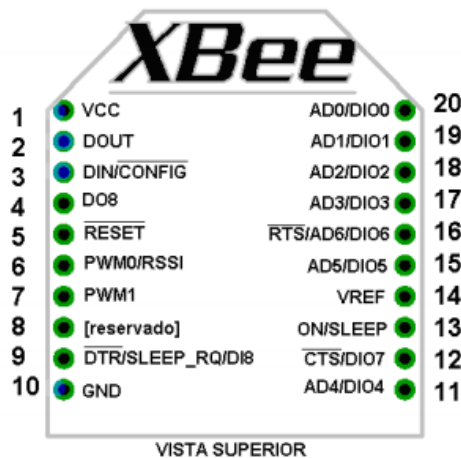 XBee
1 VCC AD0/DIO0 20
2 DOUT AD1/DIO1 19
3 DIN/CONFIG AD2/DIO2 18
4 DO8 AD3/DIO3 17
5 RESET RTS/AD6/DIO6 16
6 PWM0/RSSI AD5/DIO5 15
7 PWM1 VREF 14
8 [reservado] ON/SLEEP 13
9 DTR/SLEEP_RQ/DI8 CTS/DIO7 12
10 GND AD4/DIO4 11
VISTA SUPERIOR